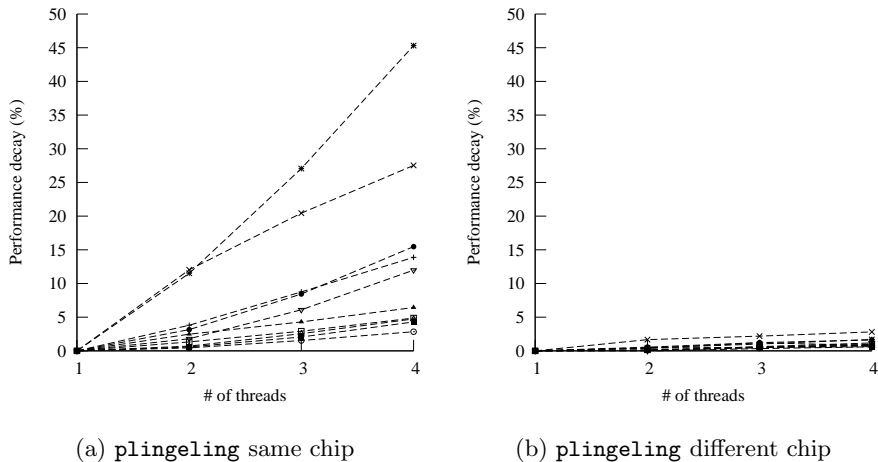 50
45
40
35
30
25
20
15
10
5
0
1 2 3 4
Performance decay (%)
# of threads
(a) plingeling same chip
50
45
40
35
30
25
20
15
10
5
0
1 2 3 4
Performance decay (%)
# of threads
(b) plingeling different chip